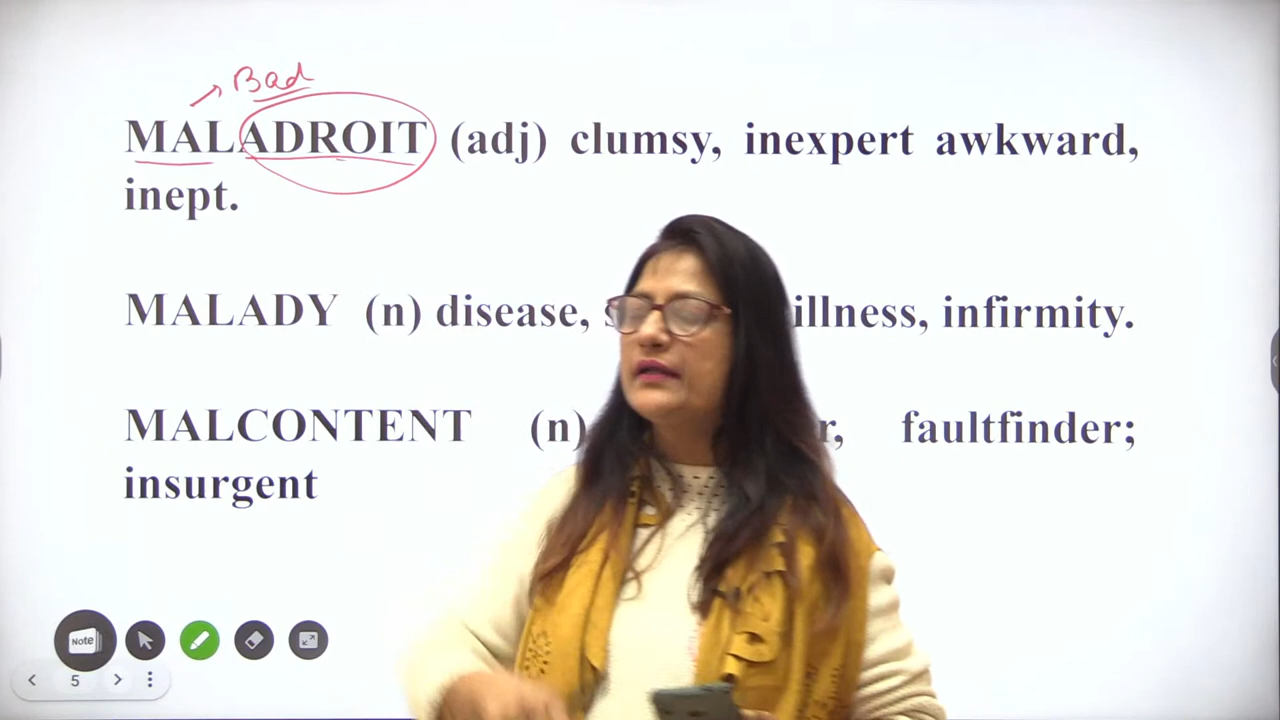 Bad
MALADROIT (adj) clumsy, inexpert awkward,
inept.
MALADY (n) disease, illness, infirmity.
MALCONTENT (n) faultfinder;
insurgent
Note
5